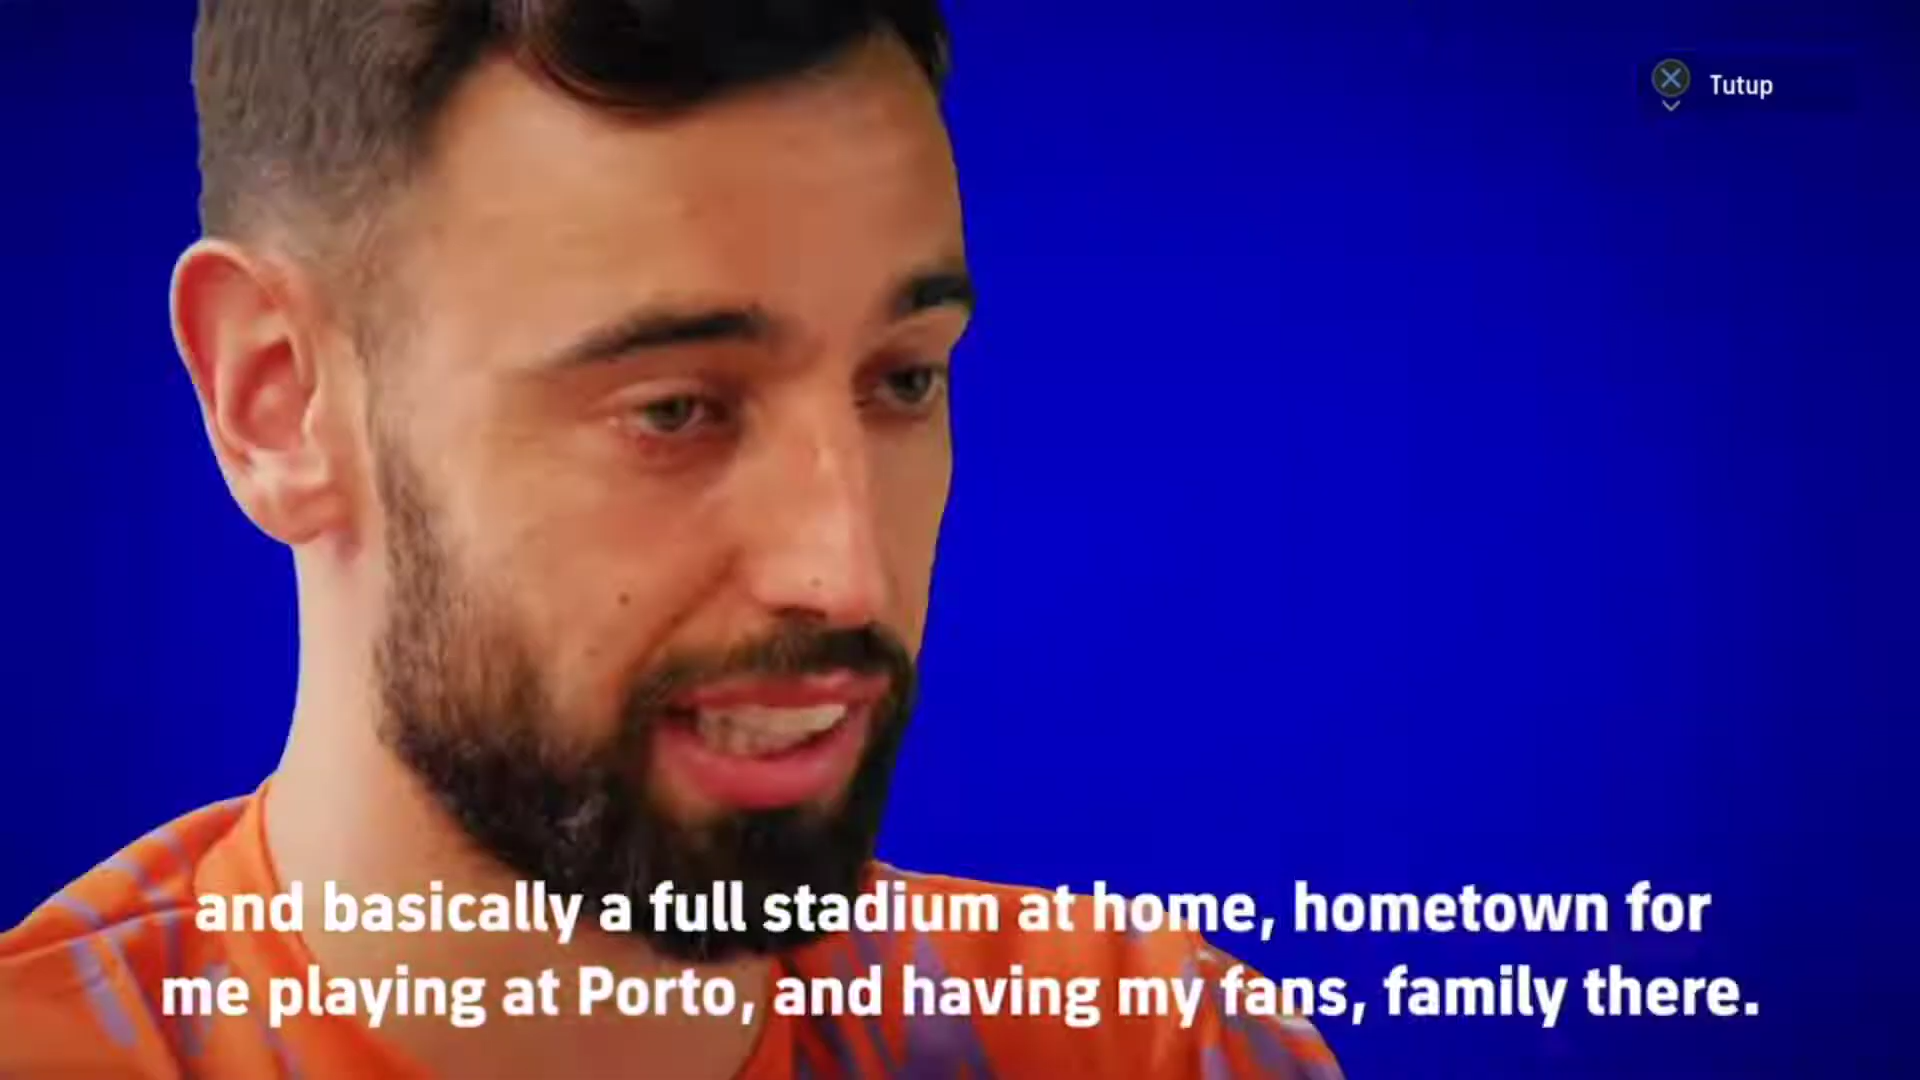 Tutup
and basically a full stadium at home, hometown for
me playing at Porto, and having my fans, family there.